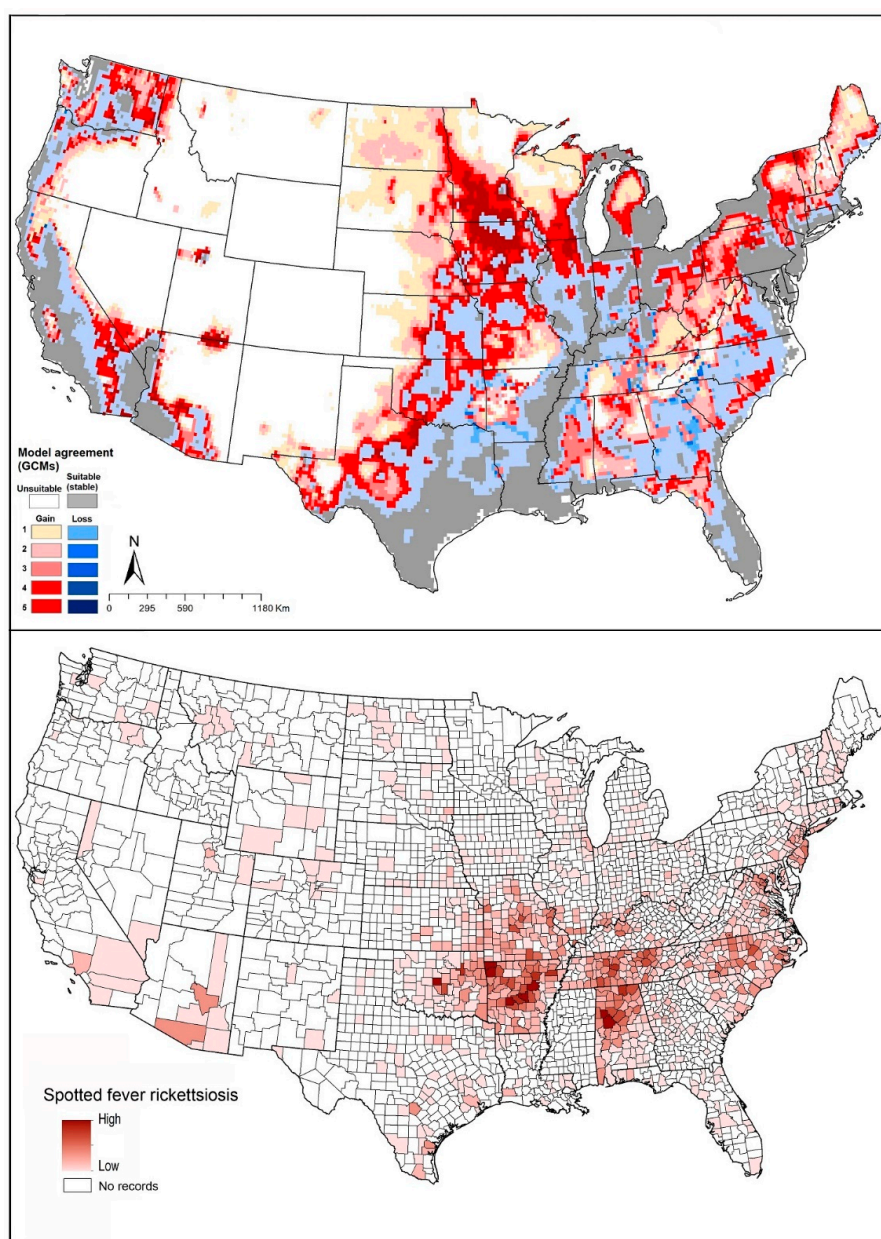 Model agreement
(GCMs)
Unsuitable
Suitable
(stable)
Gain Loss
1
2
3
4
5
N
0 295 590 1180 Km
Spotted fever rickettsiosis
High
Low
No records